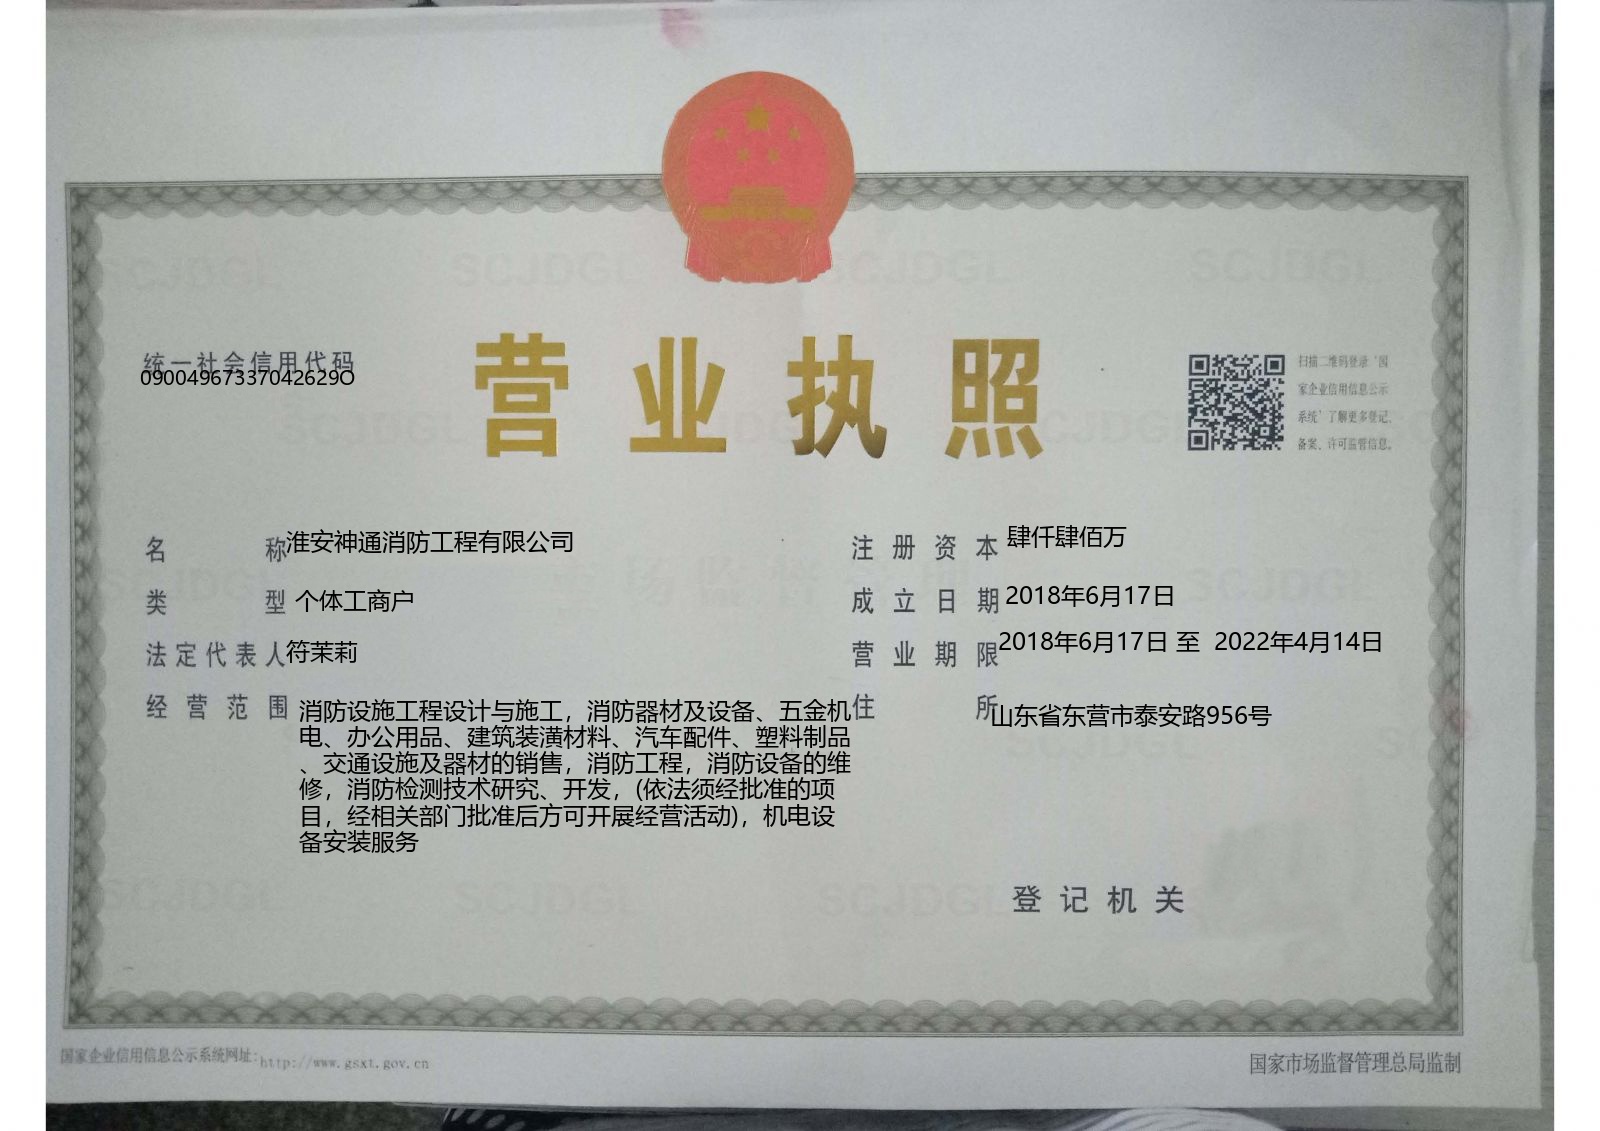 营业执照
统一社会信用代码
09004967337042629O
扫描二维码登录‘国
家企业信用信息公示
系统’了解更多登记、
备案、许可监管信息。
名称 淮安神通消防工程有限公司
类型 个体工商户
法定代表人 符茉莉
经营范围 消防设施工程设计与施工，消防器材及设备、五金机
电、办公用品、建筑装潢材料、汽车配件、塑料制品
、交通设施及器材的销售，消防工程，消防设备的维
修，消防检测技术研究、开发，(依法须经批准的项
目，经相关部门批准后方可开展经营活动)，机电设
备安装服务
注册资本 肆仟肆佰万
成立日期 2018年6月17日
营业期限 2018年6月17日 至 2022年4月14日
住所 山东省东营市泰安路956号
登记机关
国家企业信用信息公示系统网址: http://www.gsxt.gov.cn
国家市场监督管理总局监制
SCJDGL